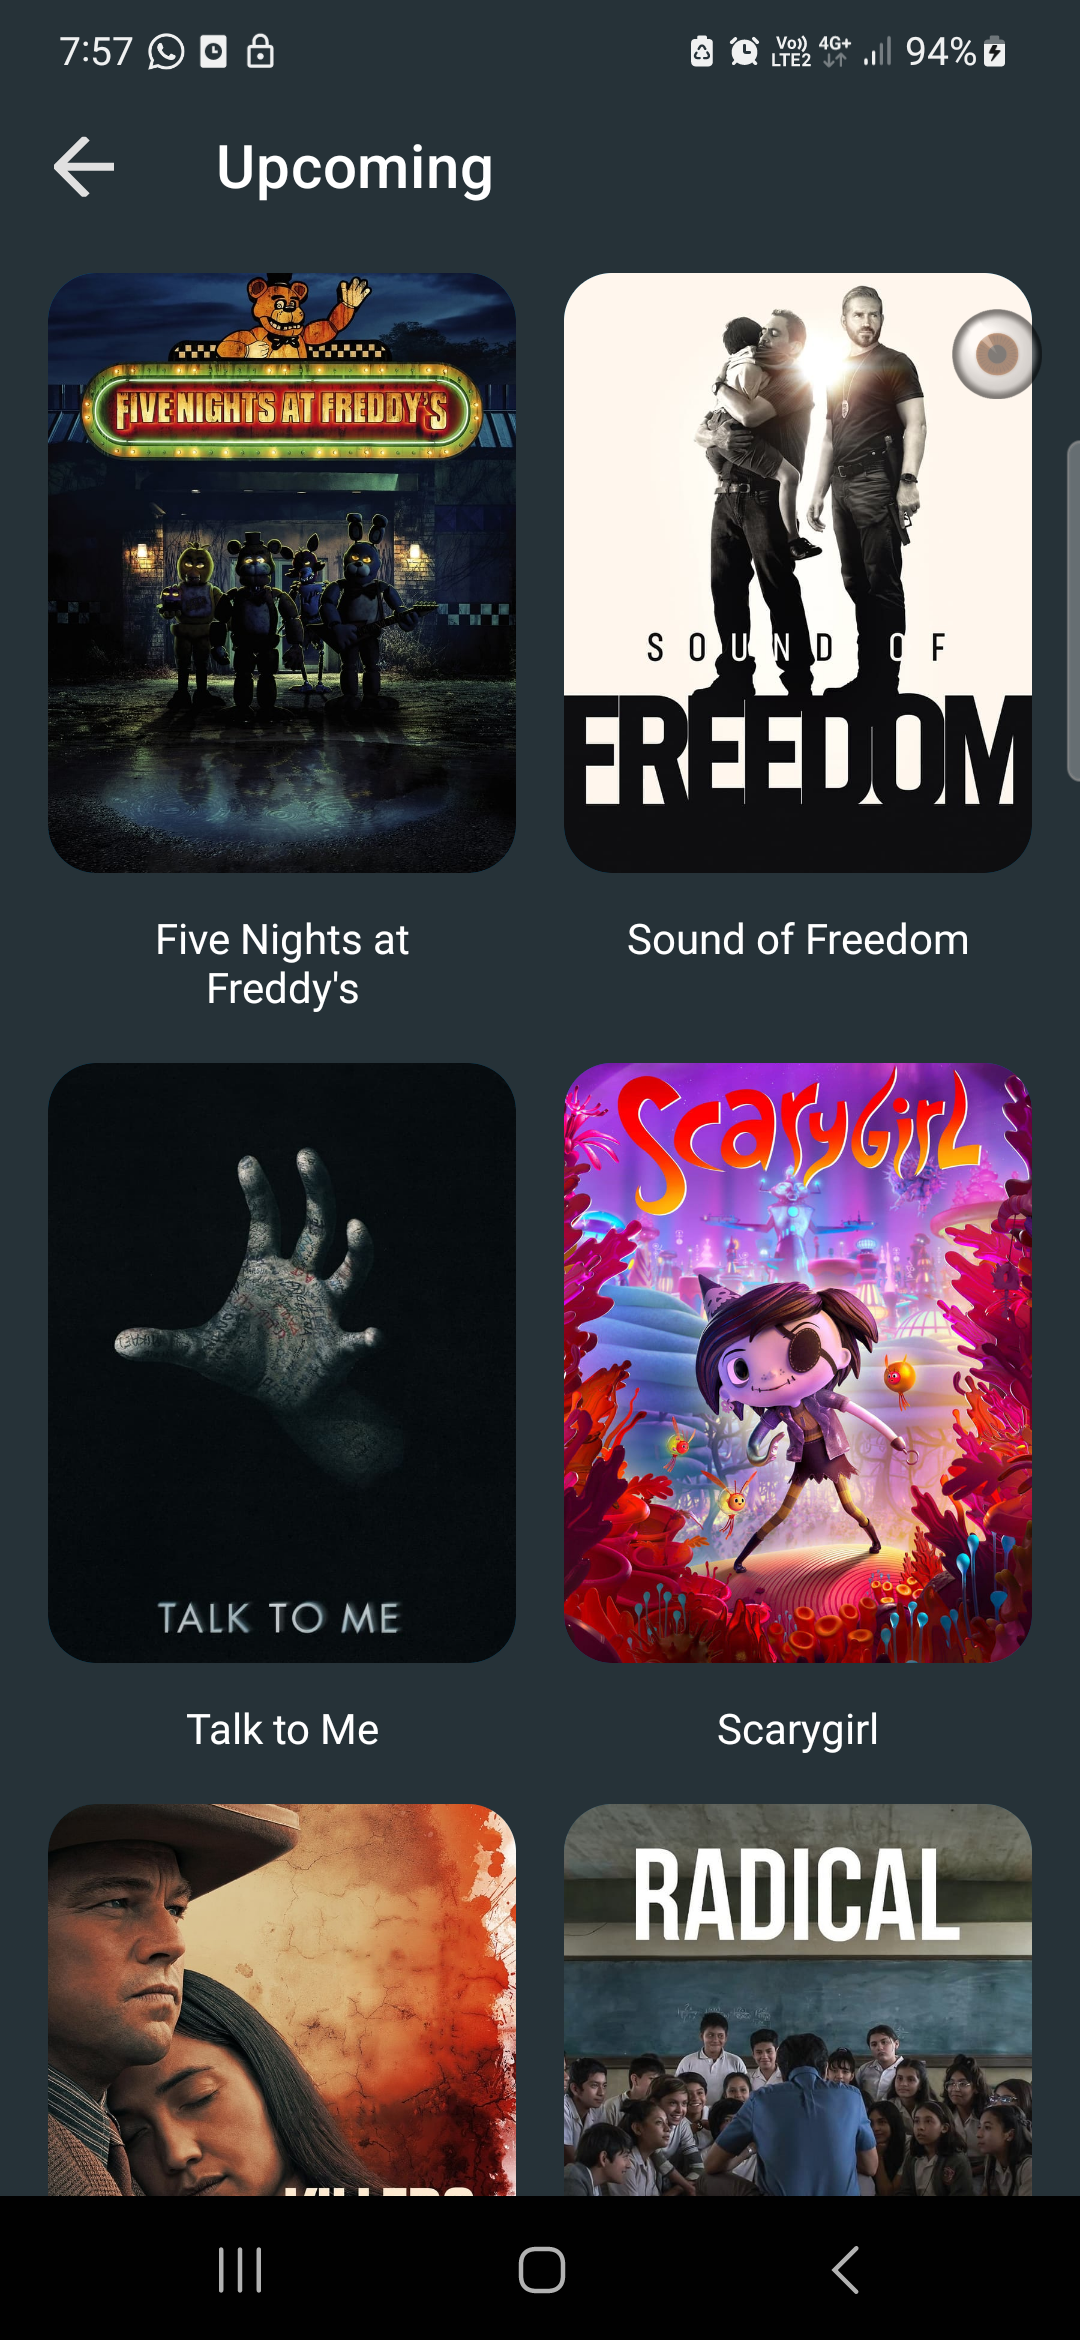 7:57
Vo))
LTE2
4G+
94%
Upcoming
FIVE NIGHTS AT FREDDY'S
SOUND OF
FREEDOM
Five Nights at
Freddy's
Sound of Freedom
TALK TO ME
ScaryGirl
Talk to Me
Scarygirl
KILLERS
RADICAL